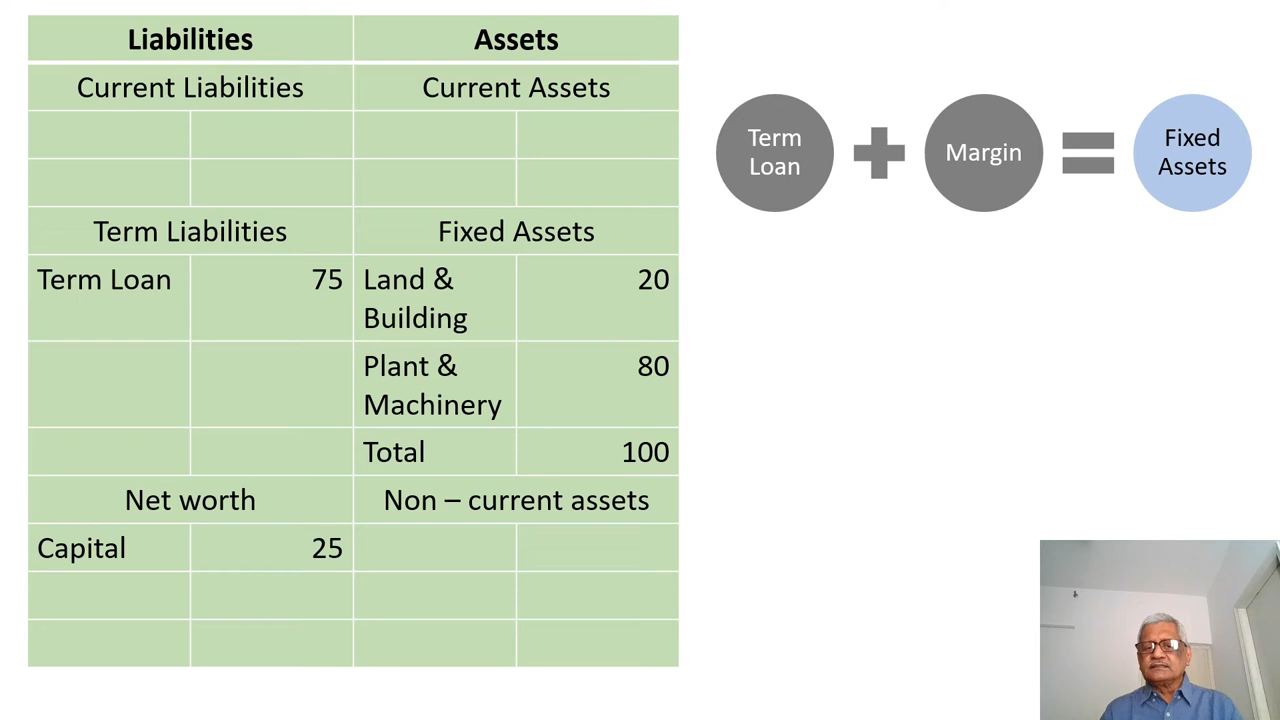 Liabilities Assets
Current Liabilities Current Assets
Term Liabilities Fixed Assets
Term Loan 75 Land & 20
Building
Plant & 80
Machinery
Total 100
Net worth Non – current assets
Capital 25
Term
Loan
Margin
Fixed
Assets